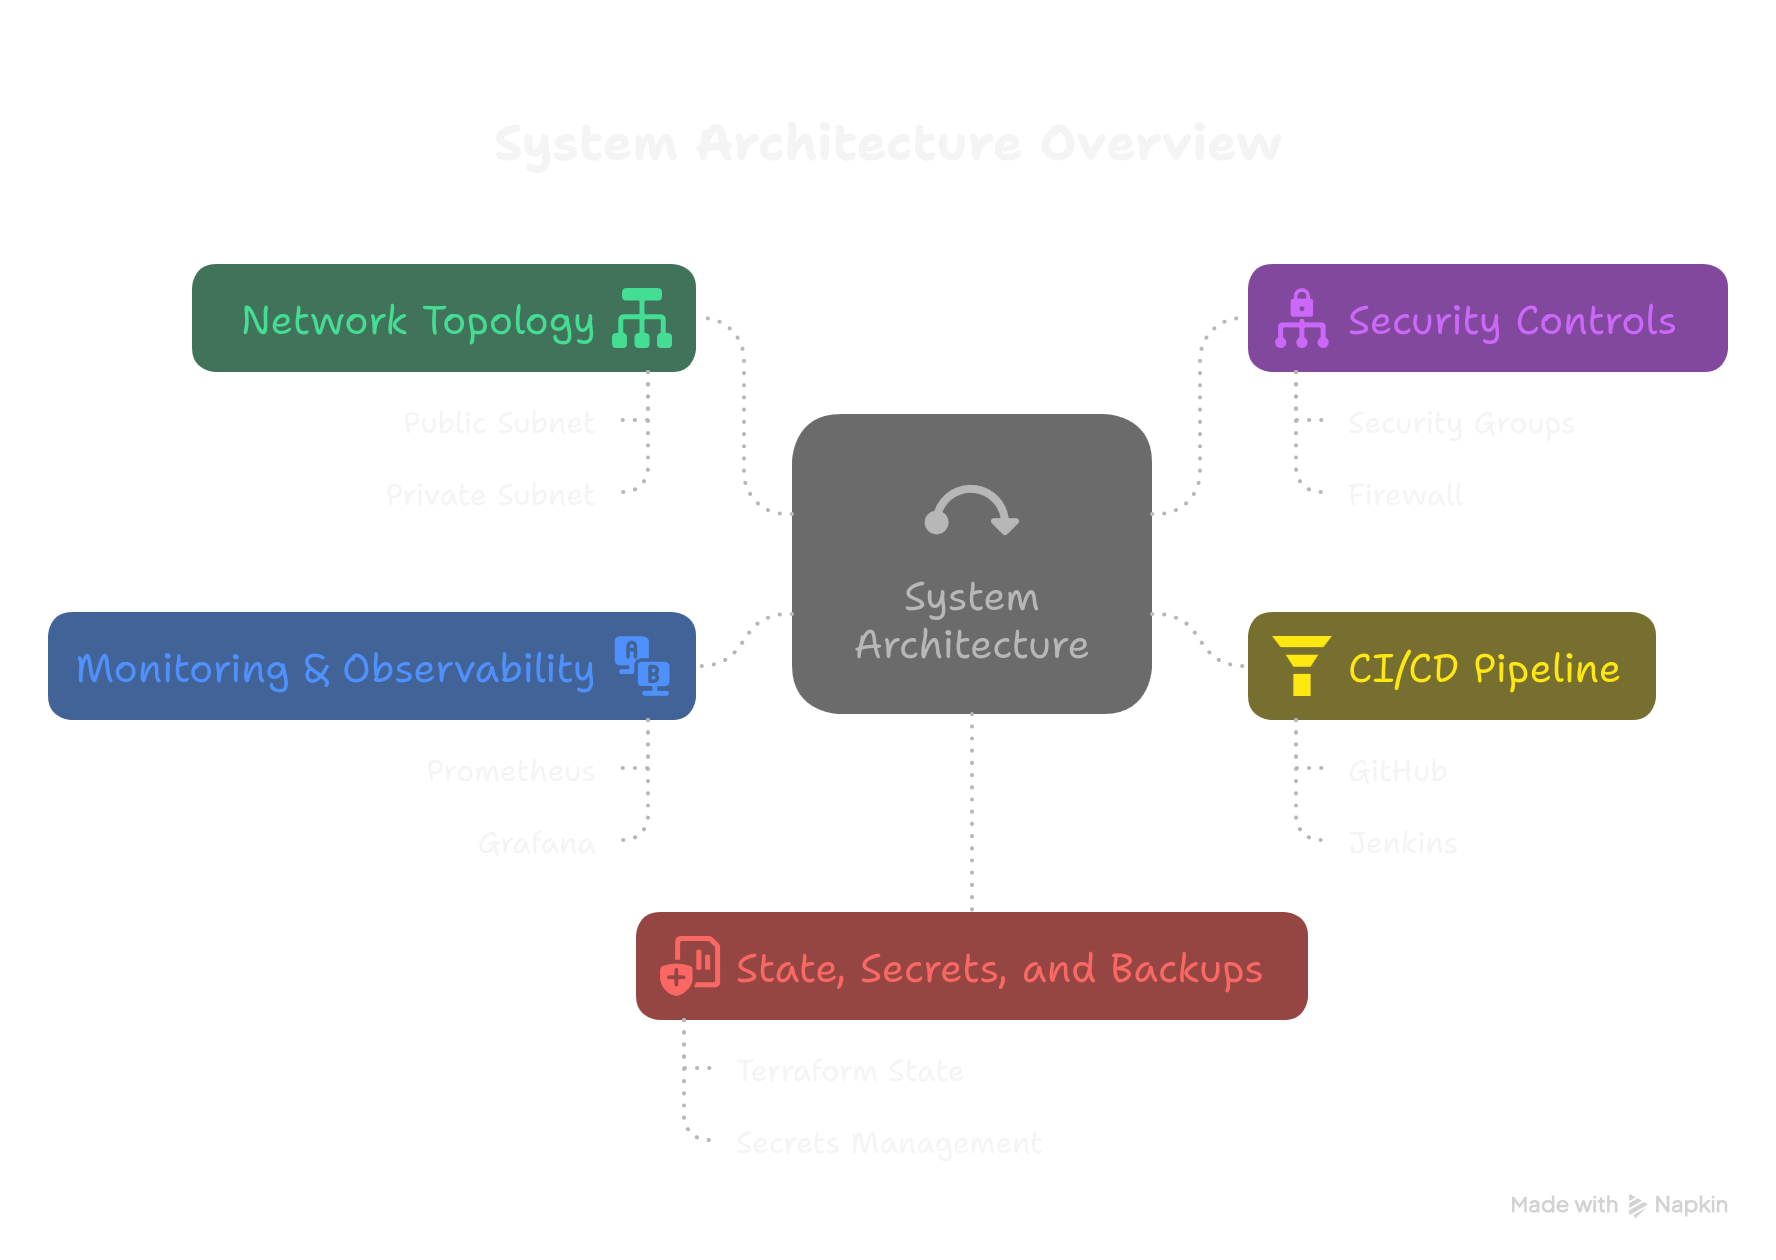 System Architecture Overview
Network Topology
Public Subnet
Private Subnet
Security Controls
Security Groups
Firewall
System
Architecture
Monitoring & Observability
A
B
Prometheus
Grafana
CI/CD Pipeline
GitHub
Jenkins
State, Secrets, and Backups
Terraform State
Secrets Management
Made with Napkin